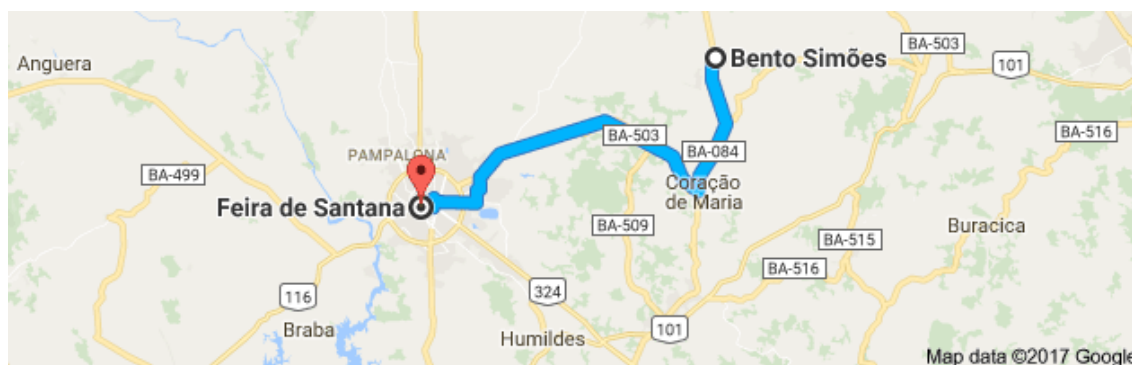 Anguera
Bento Simões
BA-503
101
BA-516
BA-503
PAMPALONA
BA-084
BA-499
Coração
de Maria
Feira de Santana
BA-509
BA-515
Buracica
BA-516
116
324
Braba
Humildes
101
Map data ©2017 Google